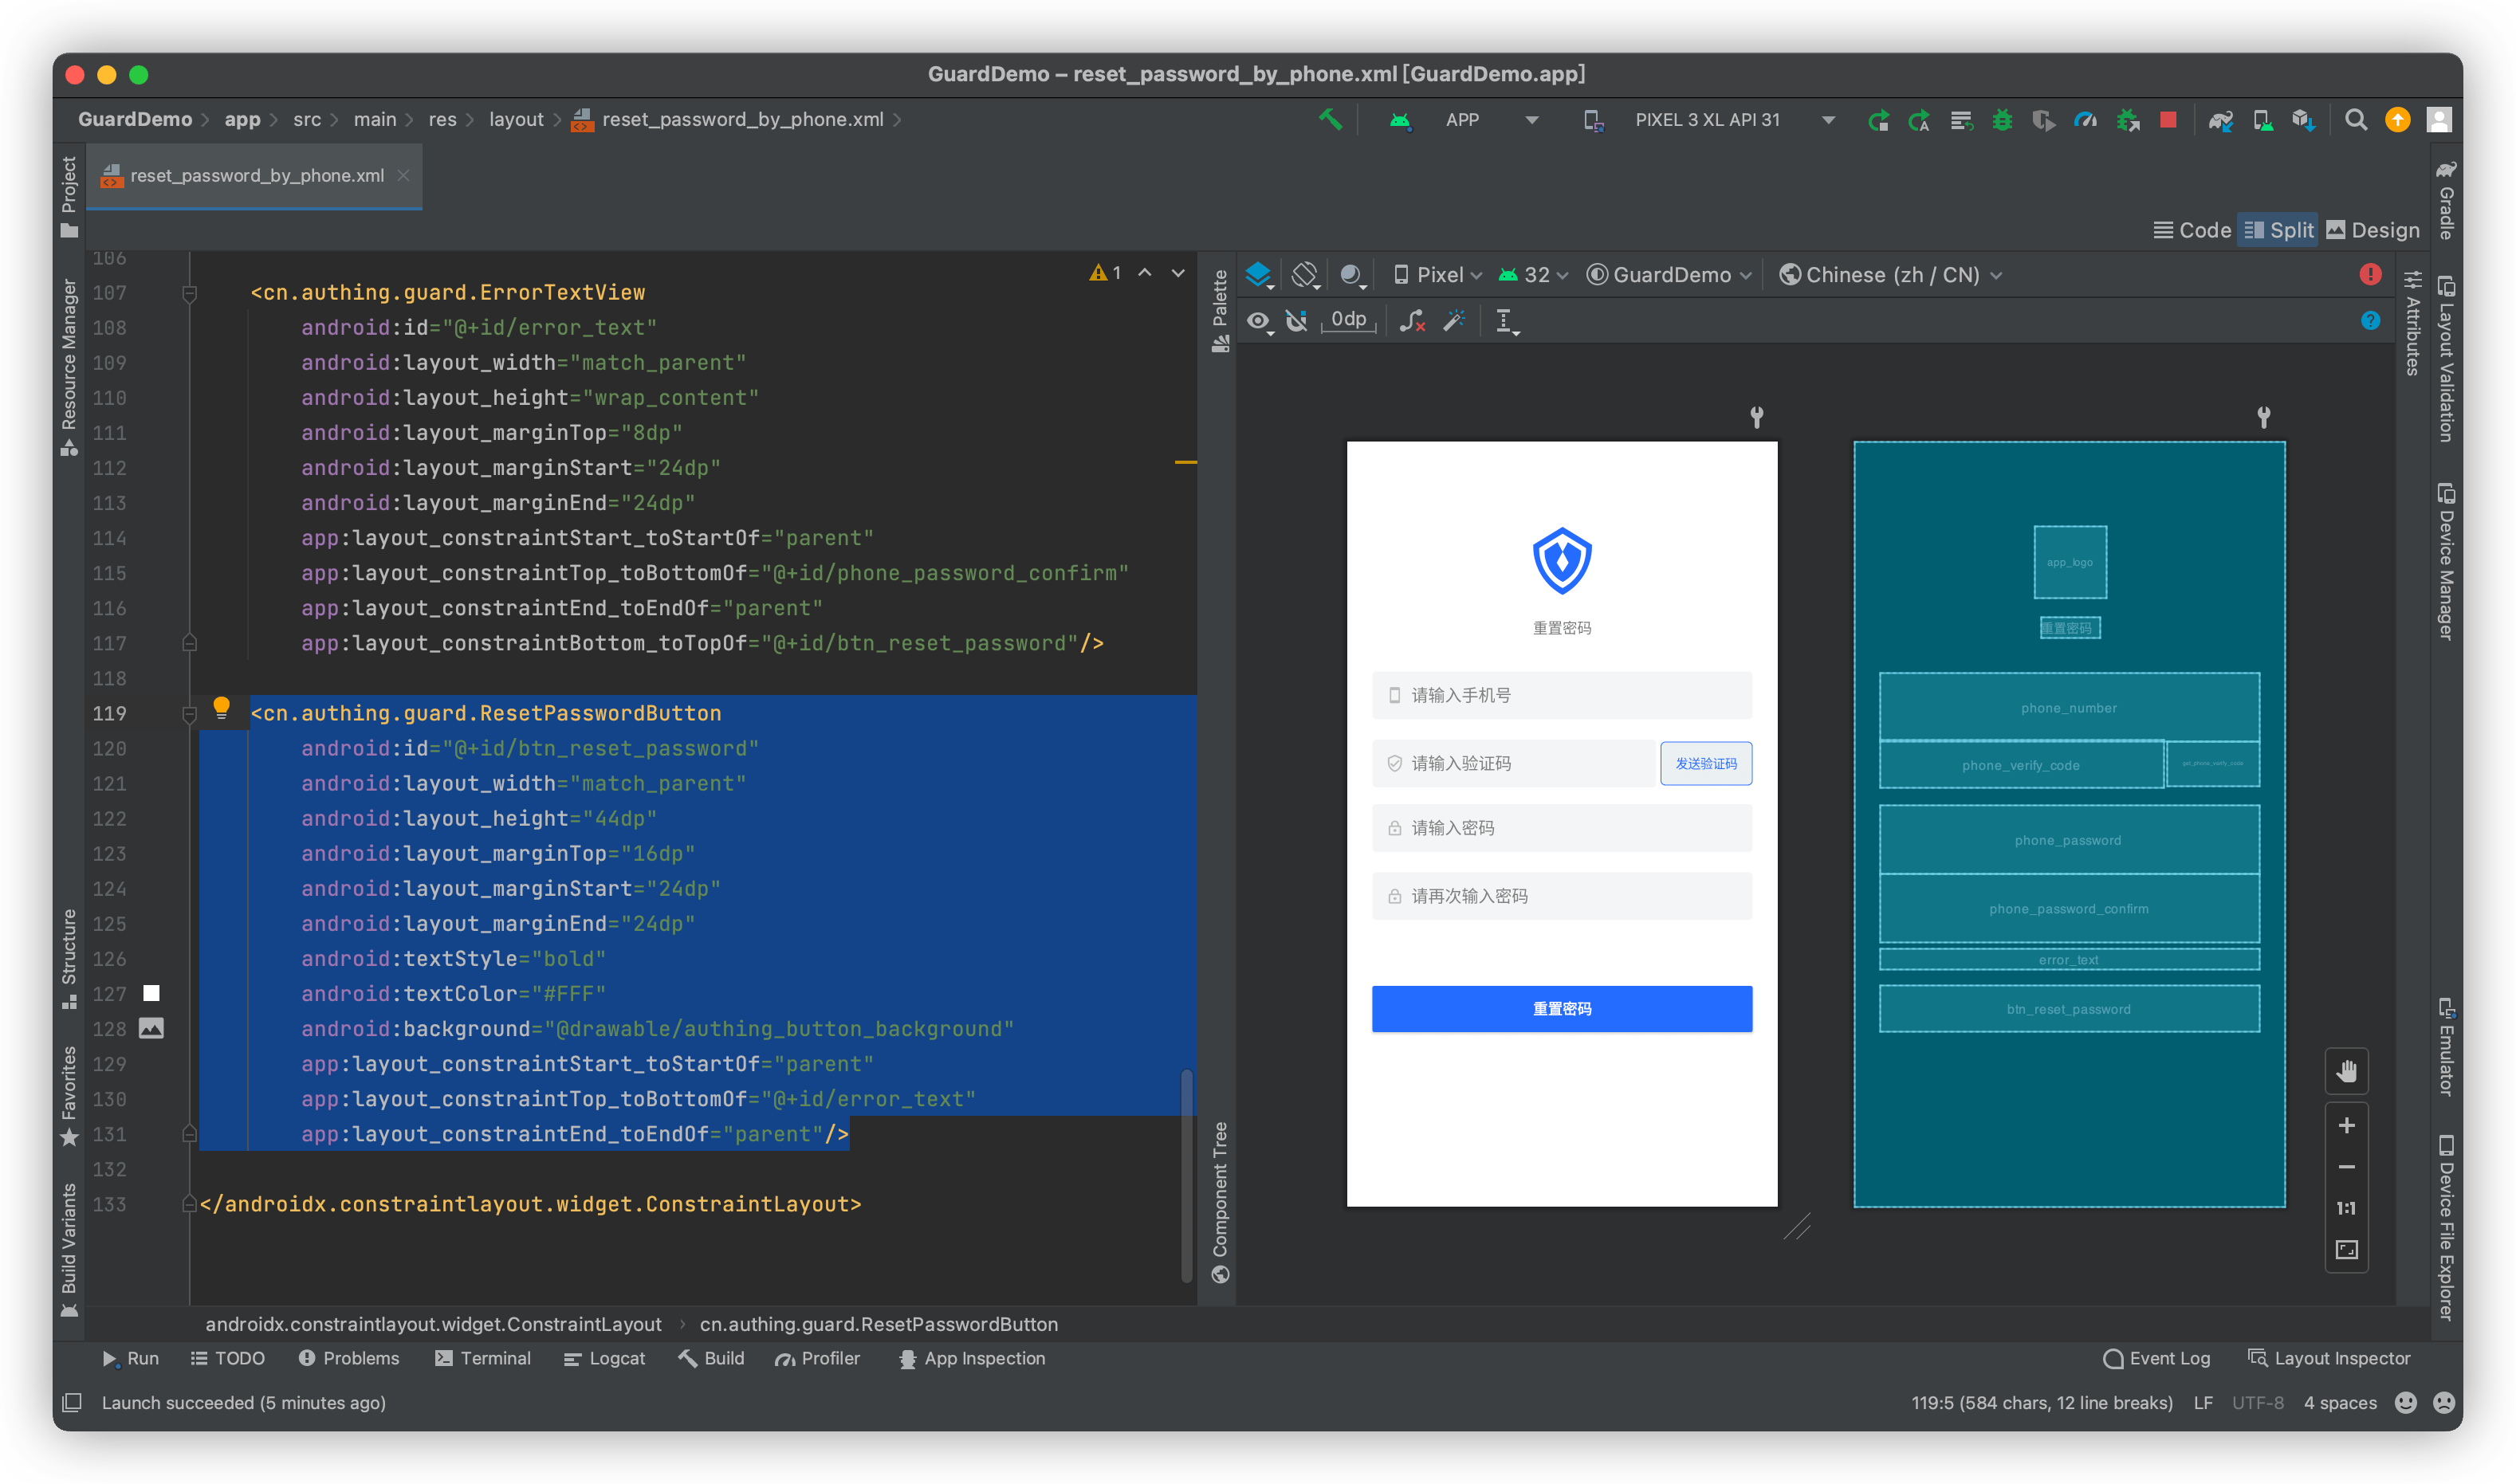 GuardDemo – reset_password_by_phone.xml [GuardDemo.app]
GuardDemo app src main res layout reset_password_by_phone.xml
APP PIXEL 3 XL API 31
reset_password_by_phone.xml
Code Split Design
Project
Resource Manager
Structure
Favorites
Build Variants
1
106
107 <cn.authing.guard.ErrorTextView
108 android:id="@+id/error_text"
109 android:layout_width="match_parent"
110 android:layout_height="wrap_content"
111 android:layout_marginTop="8dp"
112 android:layout_marginStart="24dp"
113 android:layout_marginEnd="24dp"
114 app:layout_constraintStart_toStartOf="parent"
115 app:layout_constraintTop_toBottomOf="@+id/phone_password_confirm"
116 app:layout_constraintEnd_toEndOf="parent"
117 app:layout_constraintBottom_toTopOf="@+id/btn_reset_password"/>
118
119 <cn.authing.guard.ResetPasswordButton
120 android:id="@+id/btn_reset_password"
121 android:layout_width="match_parent"
122 android:layout_height="44dp"
123 android:layout_marginTop="16dp"
124 android:layout_marginStart="24dp"
125 android:layout_marginEnd="24dp"
126 android:textStyle="bold"
127 android:textColor="#FFF"
128 android:background="@drawable/authing_button_background"
129 app:layout_constraintStart_toStartOf="parent"
130 app:layout_constraintTop_toBottomOf="@+id/error_text"
131 app:layout_constraintEnd_toEndOf="parent"/>
132
133 </androidx.constraintlayout.widget.ConstraintLayout>
Palette
Component Tree
Pixel 32 GuardDemo Chinese (zh / CN)
0dp
重置密码
请输入手机号
请输入验证码 发送验证码
请输入密码
请再次输入密码
重置密码
app_logo
重置密码
phone_number
phone_verify_code
phone_password
phone_password_confirm
error_text
btn_reset_password
1:1
Attributes
Gradle
Layout Validation
Device Manager
Emulator
Device File Explorer
androidx.constraintlayout.widget.ConstraintLayout cn.authing.guard.ResetPasswordButton
Run TODO Problems Terminal Logcat Build Profiler App Inspection Event Log Layout Inspector
Launch succeeded (5 minutes ago) 119:5 (584 chars, 12 line breaks) LF UTF-8 4 spaces